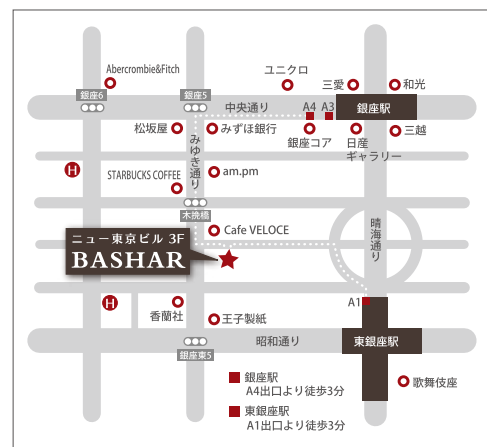 Abercrombie&Fitch
ユニクロ
三愛
和光
銀座6
銀座5
中央通り
A4
A3
銀座駅
松坂屋
みずほ銀行
銀座コア
日産
ギャラリー
三越
みゆき通り
H
STARBUCKS COFFEE
am.pm
木挽橋
Cafe VELOCE
晴海通り
ニュー東京ビル 3F
BASHAR
H
香蘭社
王子製紙
A1
銀座東5
昭和通り
東銀座駅
銀座駅
A4出口より徒歩3分
東銀座駅
A1出口より徒歩3分
歌舞伎座